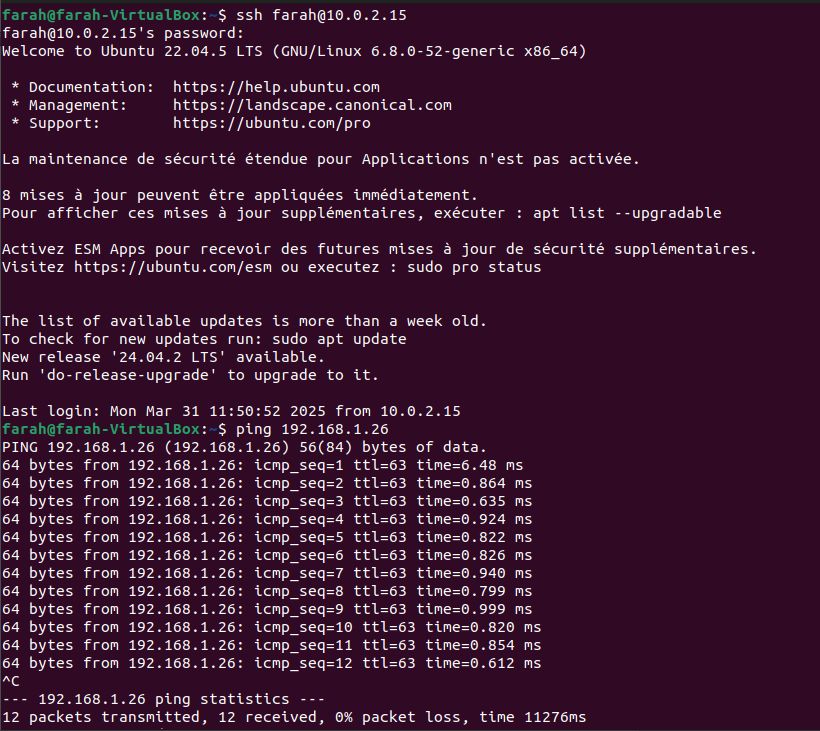 farah@farah-VirtualBox:~$ ssh farah@10.0.2.15
farah@10.0.2.15's password:
Welcome to Ubuntu 22.04.5 LTS (GNU/Linux 6.8.0-52-generic x86_64)

 * Documentation:  https://help.ubuntu.com
 * Management:     https://landscape.canonical.com
 * Support:        https://ubuntu.com/pro

La maintenance de sécurité étendue pour Applications n'est pas activée.

8 mises à jour peuvent être appliquées immédiatement.
Pour afficher ces mises à jour supplémentaires, exécuter : apt list --upgradable

Activez ESM Apps pour recevoir des futures mises à jour de sécurité supplémentaires.
Visitez https://ubuntu.com/esm ou executez : sudo pro status


The list of available updates is more than a week old.
To check for new updates run: sudo apt update
New release '24.04.2 LTS' available.
Run 'do-release-upgrade' to upgrade to it.

Last login: Mon Mar 31 11:50:52 2025 from 10.0.2.15
farah@farah-VirtualBox:~$ ping 192.168.1.26
PING 192.168.1.26 (192.168.1.26) 56(84) bytes of data.
64 bytes from 192.168.1.26: icmp_seq=1 ttl=63 time=6.48 ms
64 bytes from 192.168.1.26: icmp_seq=2 ttl=63 time=0.864 ms
64 bytes from 192.168.1.26: icmp_seq=3 ttl=63 time=0.635 ms
64 bytes from 192.168.1.26: icmp_seq=4 ttl=63 time=0.924 ms
64 bytes from 192.168.1.26: icmp_seq=5 ttl=63 time=0.822 ms
64 bytes from 192.168.1.26: icmp_seq=6 ttl=63 time=0.826 ms
64 bytes from 192.168.1.26: icmp_seq=7 ttl=63 time=0.940 ms
64 bytes from 192.168.1.26: icmp_seq=8 ttl=63 time=0.799 ms
64 bytes from 192.168.1.26: icmp_seq=9 ttl=63 time=0.999 ms
64 bytes from 192.168.1.26: icmp_seq=10 ttl=63 time=0.820 ms
64 bytes from 192.168.1.26: icmp_seq=11 ttl=63 time=0.854 ms
64 bytes from 192.168.1.26: icmp_seq=12 ttl=63 time=0.612 ms
^C
--- 192.168.1.26 ping statistics ---
12 packets transmitted, 12 received, 0% packet loss, time 11276ms